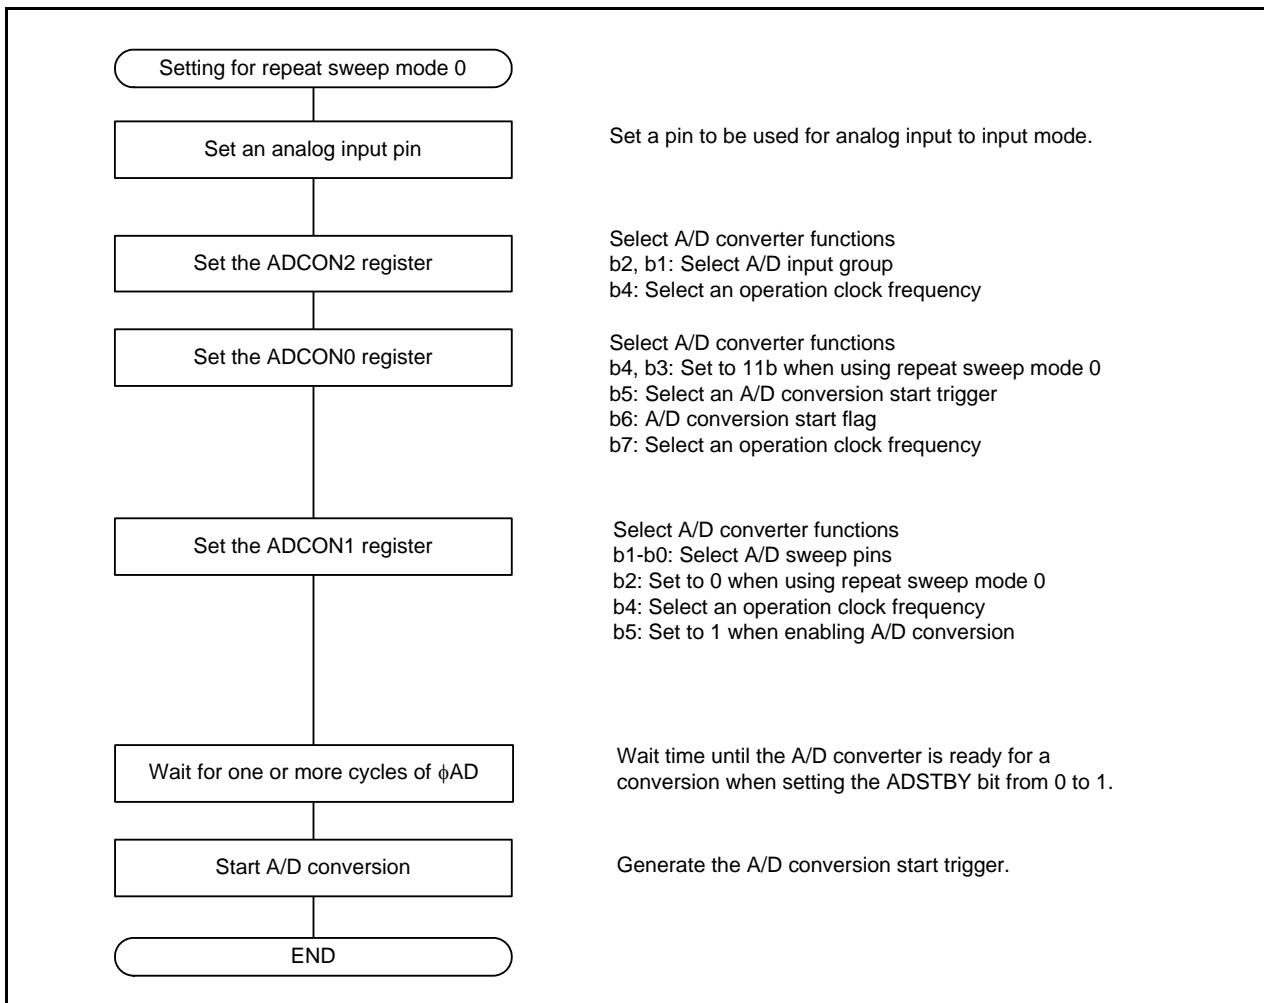 Setting for repeat sweep mode 0
Set an analog input pin
Set a pin to be used for analog input to input mode.
Set the ADCON2 register
Select A/D converter functions
b2, b1: Select A/D input group
b4: Select an operation clock frequency
Set the ADCON0 register
Select A/D converter functions
b4, b3: Set to 11b when using repeat sweep mode 0
b5: Select an A/D conversion start trigger
b6: A/D conversion start flag
b7: Select an operation clock frequency
Set the ADCON1 register
Select A/D converter functions
b1-b0: Select A/D sweep pins
b2: Set to 0 when using repeat sweep mode 0
b4: Select an operation clock frequency
b5: Set to 1 when enabling A/D conversion
Wait for one or more cycles of ϕAD
Wait time until the A/D converter is ready for a
conversion when setting the ADSTBY bit from 0 to 1.
Start A/D conversion
Generate the A/D conversion start trigger.
END